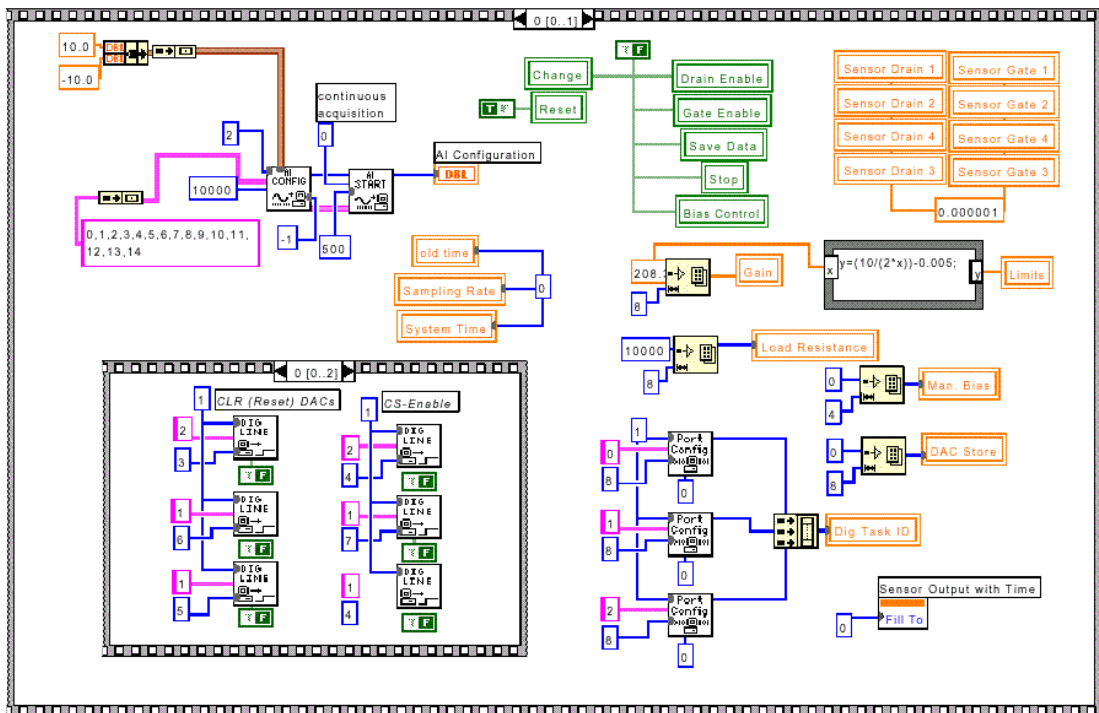 0 [0..1]
10.0
DBL
DBL
-10.0
continuous
acquisition
2
0
AI Configuration
10000
AI
CONFIG
AI
START
DBL
0,1,2,3,4,5,6,7,8,9,10,11,
12,13,14
-1
500
Change
T
Reset
F
Drain Enable
Gate Enable
Save Data
Stop
Bias Control
Sensor Drain 1
Sensor Gate 1
Sensor Drain 2
Sensor Gate 2
Sensor Drain 4
Sensor Gate 4
Sensor Drain 3
Sensor Gate 3
0.000001
old time
Sampling Rate
0
System Time
208.
8
Gain
x
y=(10/(2*x))-0.005;
y
Limits
10000
8
Load Resistance
0
4
Man. Bias
0
8
DAC Store
0 [0..2]
1
CLR (Reset) DACs
2
DIG
LINE
3
F
1
DIG
LINE
6
F
1
DIG
LINE
5
F
1
CS-Enable
2
DIG
LINE
4
F
1
DIG
LINE
7
F
1
DIG
LINE
4
F
1
0
Port
Config
8
0
1
Port
Config
8
0
2
Port
Config
8
0
Dig Task ID
Sensor Output with Time
0
Fill To